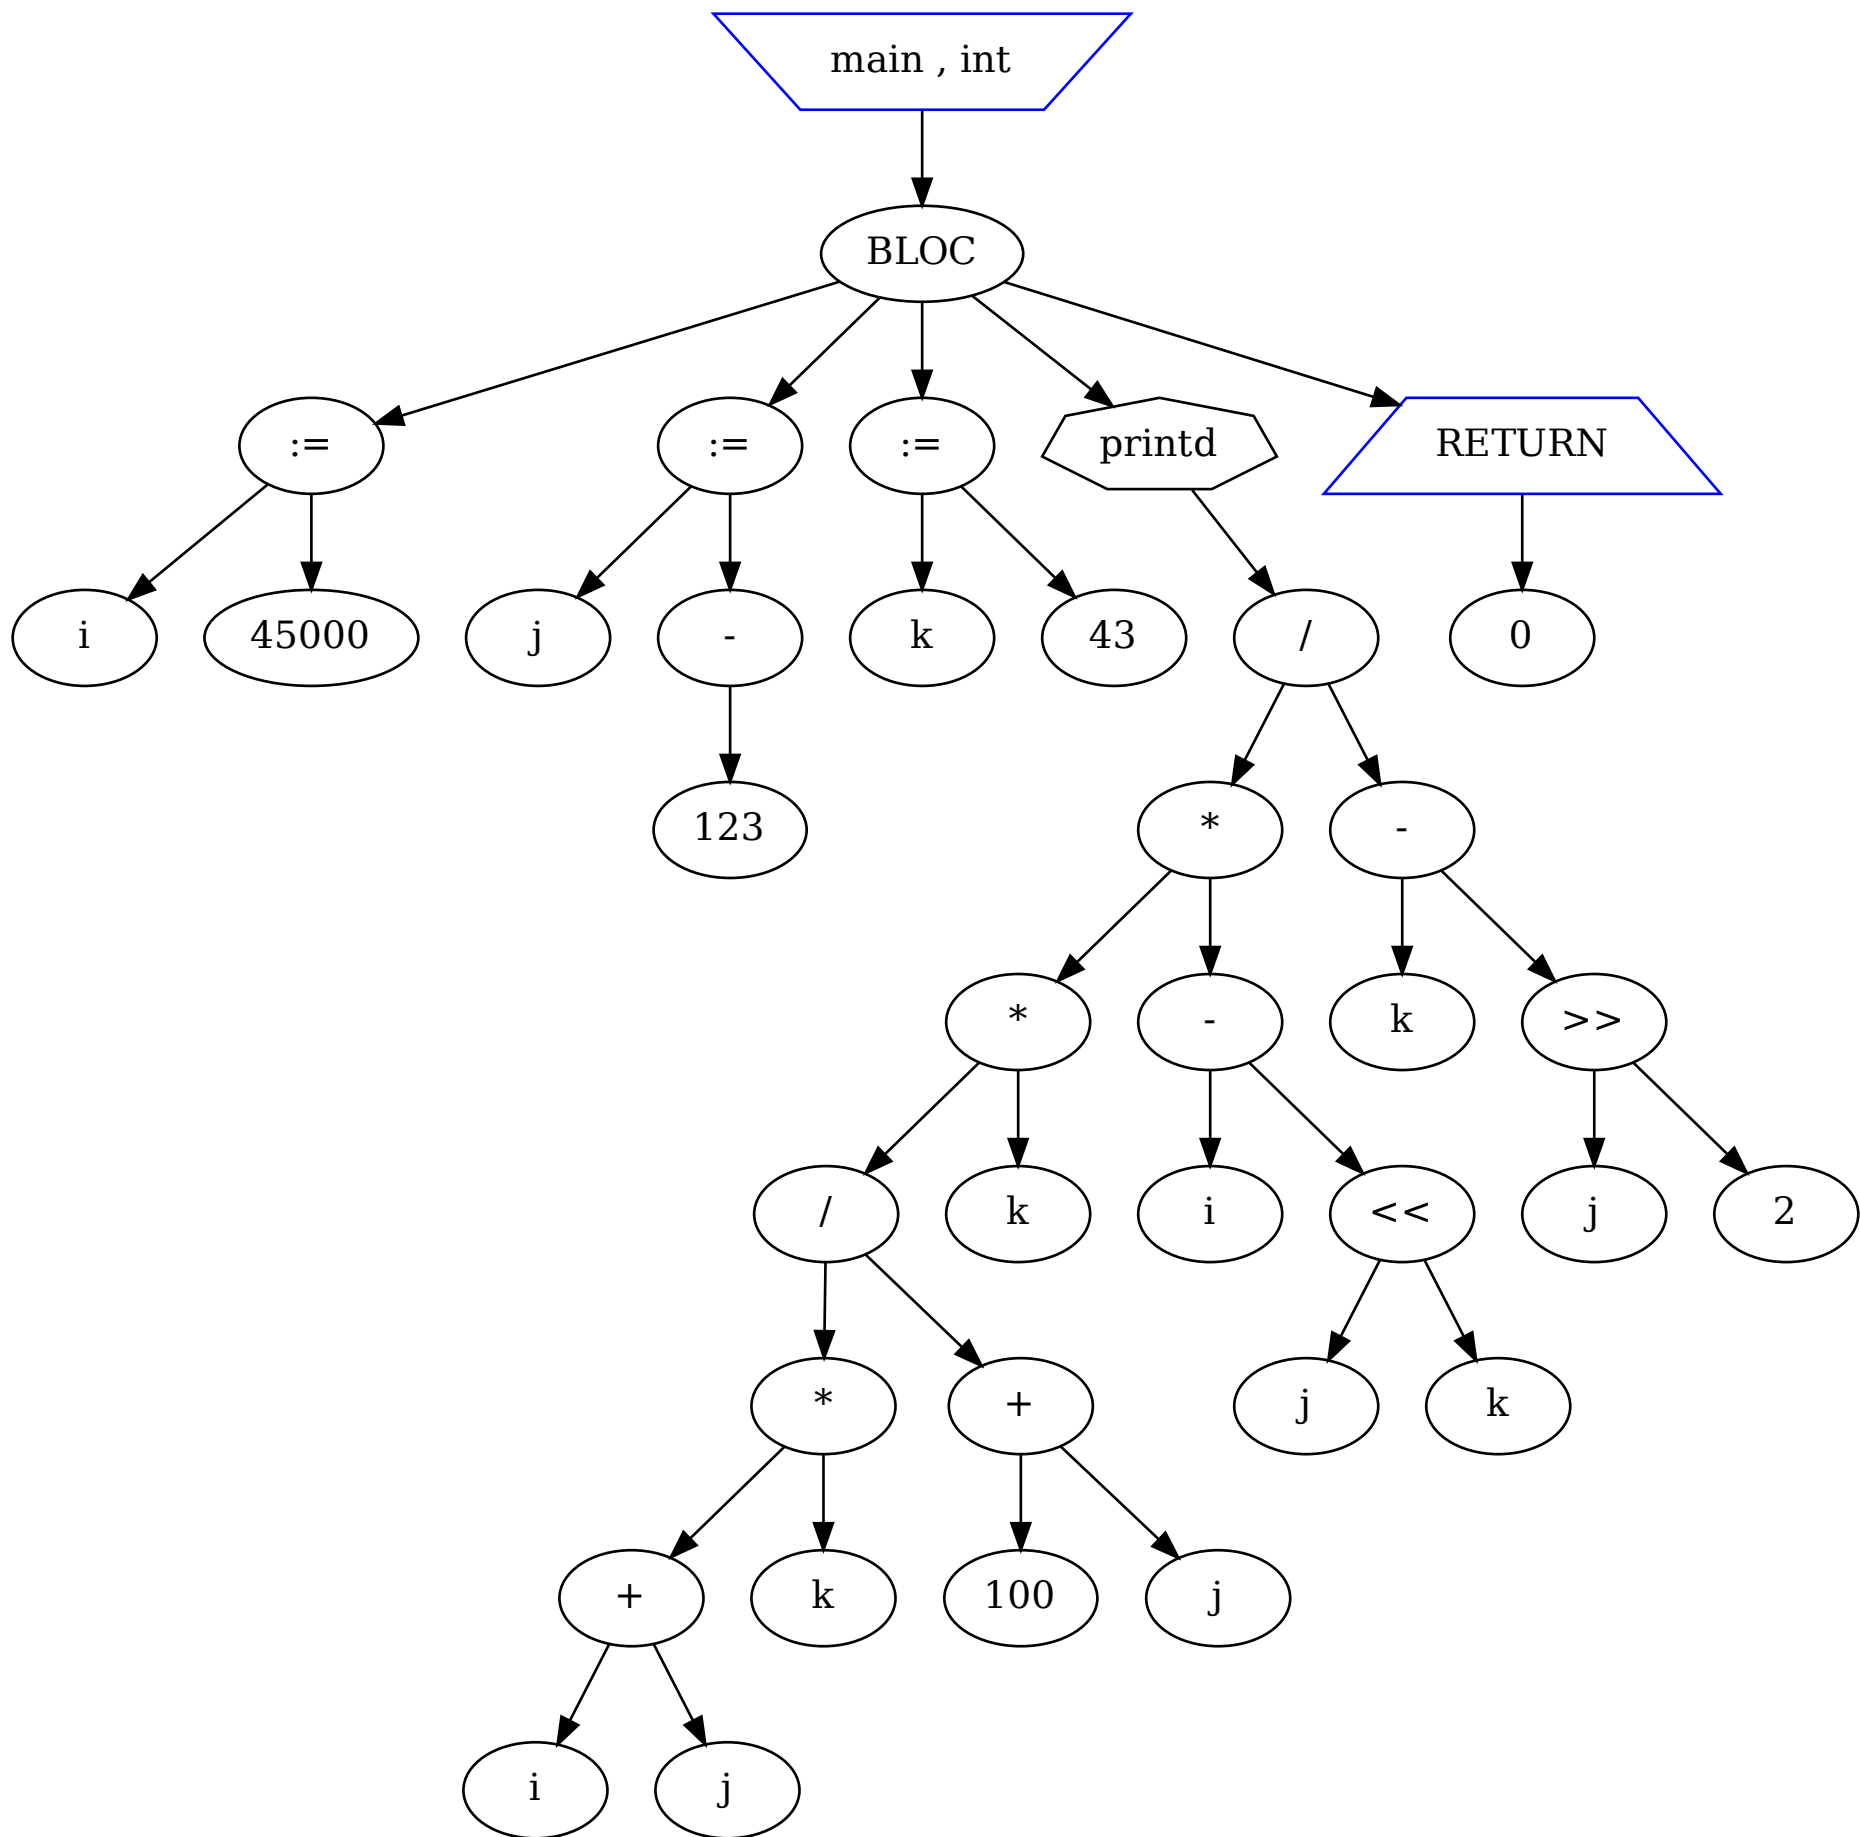 main , int
BLOC
:=
:=
:=
printd
RETURN
i
45000
j
-
k
43
/
0
123
*
-
*
-
k
>>
/
k
i
<<
j
2
*
+
j
k
+
k
100
j
i
j